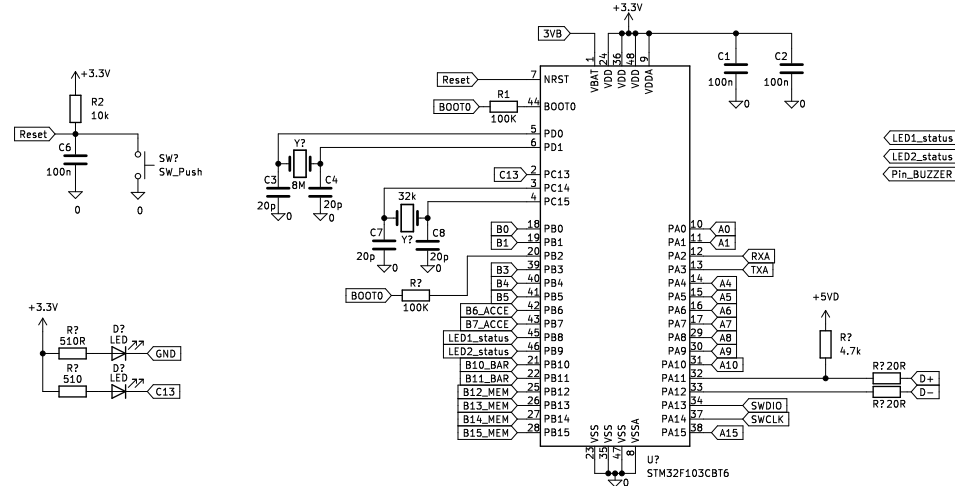 +3.3V
3VB
1
24
36
48
9
VBAT
VDD
VDD
VDD
VDDA
C1
100n
0
C2
100n
0
+3.3V
R2
10k
Reset
C6
100n
0
SW?
SW_Push
0
Reset
7
NRST
BOOT0
R1
100K
44
BOOT0
5
PD0
6
PD1
Y?
8M
C3
20p
0
C4
20p
0
C13
2
PC13
3
PC14
4
PC15
32k
Y?
C7
20p
0
C8
20p
0
B0
18
PB0
B1
19
PB1
20
PB2
BOOT0
R?
100K
B3
39
PB3
B4
40
PB4
B5
41
PB5
B6_ACCE
42
PB6
B7_ACCE
43
PB7
LED1_status
45
PB8
LED2_status
46
PB9
B10_BAR
21
PB10
B11_BAR
22
PB11
B12_MEM
25
PB12
B13_MEM
26
PB13
B14_MEM
27
PB14
B15_MEM
28
PB15
PA0
10
A0
PA1
11
A1
PA2
12
RXA
PA3
13
TXA
PA4
14
A4
PA5
15
A5
PA6
16
A6
PA7
17
A7
PA8
29
A8
PA9
30
A9
PA10
31
A10
PA11
32
PA12
33
PA13
34
SWDIO
PA14
37
SWCLK
PA15
38
A15
+5VD
R?
4.7k
R?20R
D+
R?20R
D-
LED1_status
LED2_status
Pin_BUZZER
+3.3V
R?
510R
D?
LED
GND
R?
510
D?
LED
C13
VSS
VSS
VSS
VSSA
23
35
47
8
0
U?
STM32F103CBT6